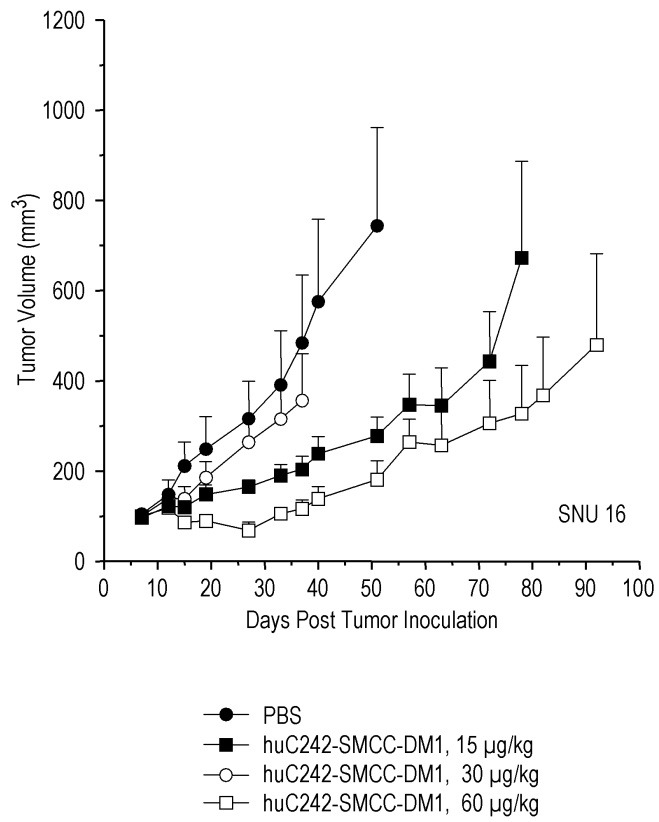 1200
1000
800
600
400
200
0
Tumor Volume (mm³)
0 10 20 30 40 50 60 70 80 90 100
Days Post Tumor Inoculation
SNU 16
PBS
huC242-SMCC-DM1, 15 µg/kg
huC242-SMCC-DM1, 30 µg/kg
huC242-SMCC-DM1, 60 µg/kg